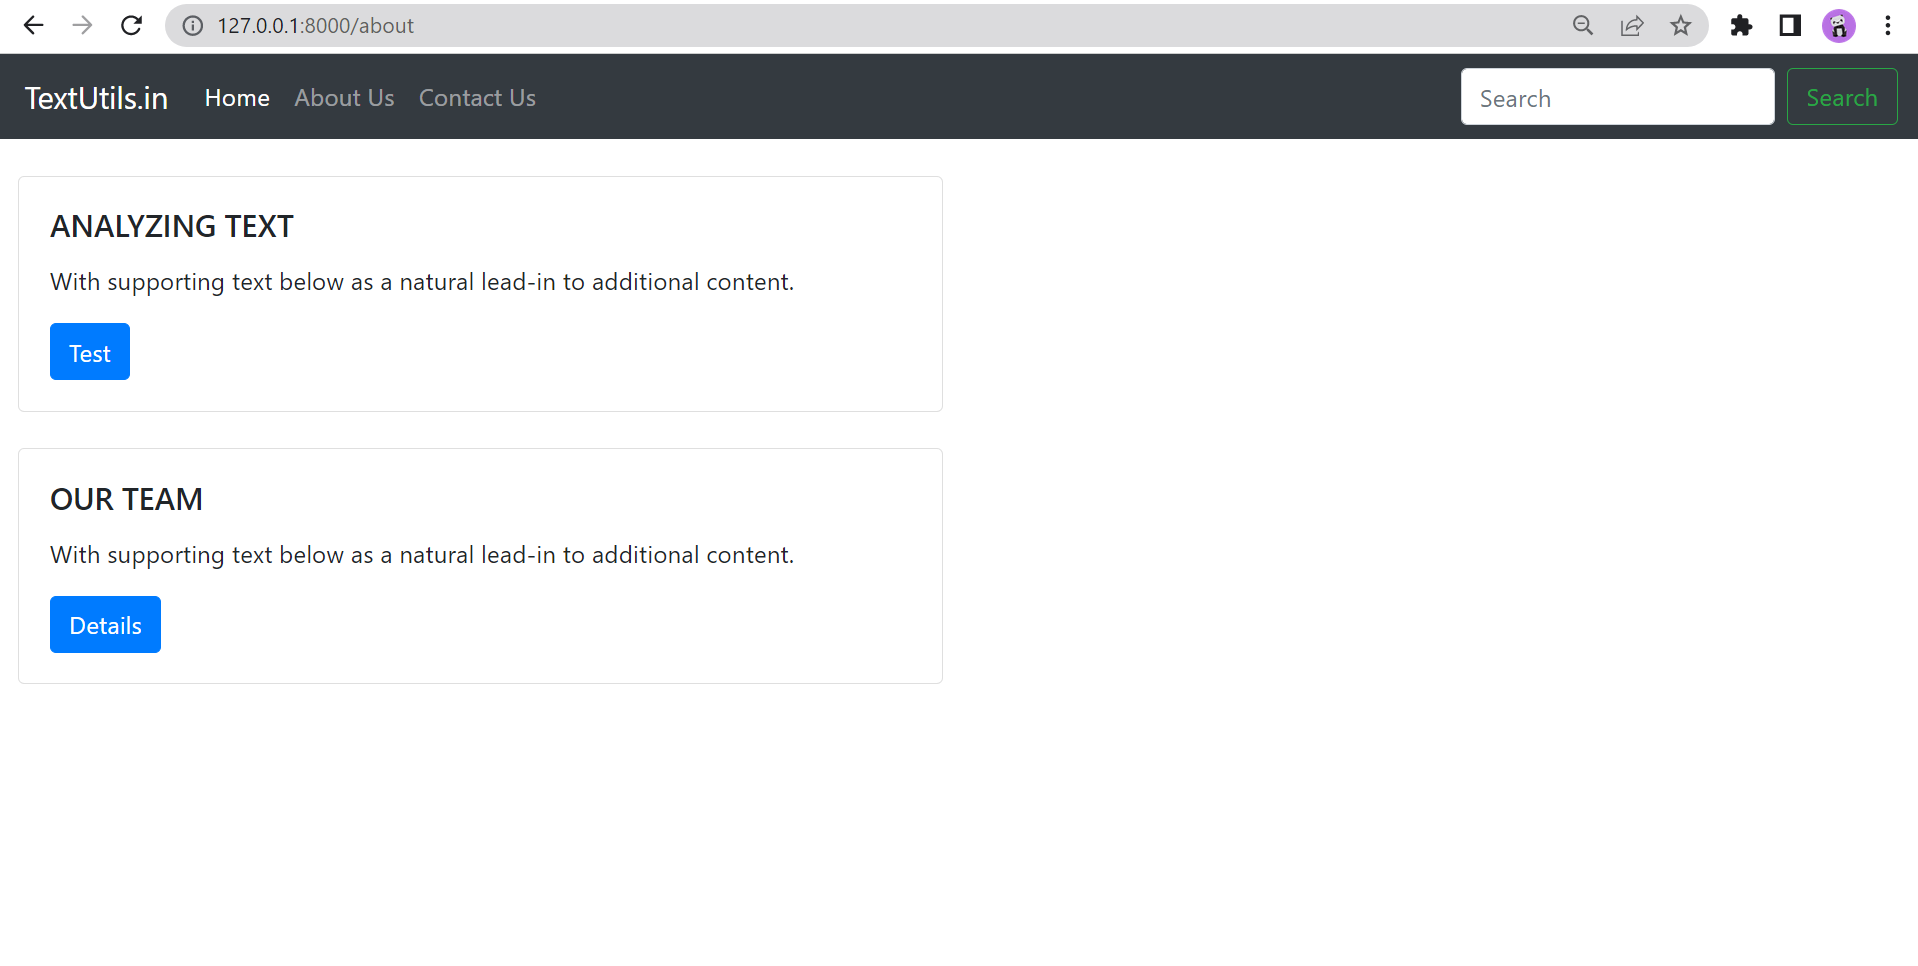 127.0.0.1:8000/about
TextUtils.in Home About Us Contact Us Search Search
ANALYZING TEXT
With supporting text below as a natural lead-in to additional content.
Test
OUR TEAM
With supporting text below as a natural lead-in to additional content.
Details